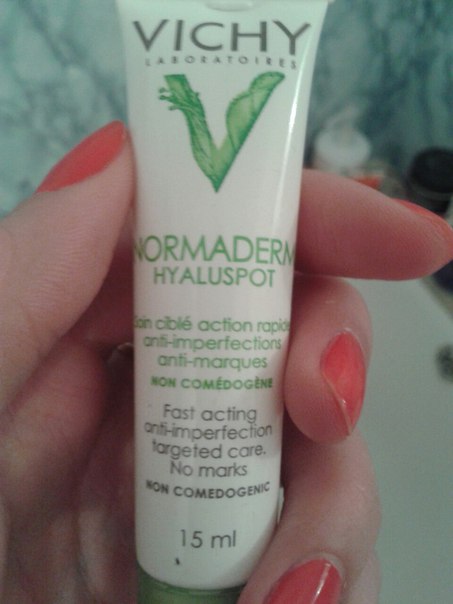 VICHY
LABORATOIRES
NORMADERM
HYALUSPOT
Soin ciblé action rapide
anti-imperfections
anti-marques
NON COMÉDOGÈNE
Fast acting
anti-imperfection
targeted care.
No marks
NON COMEDOGENIC
15 ml